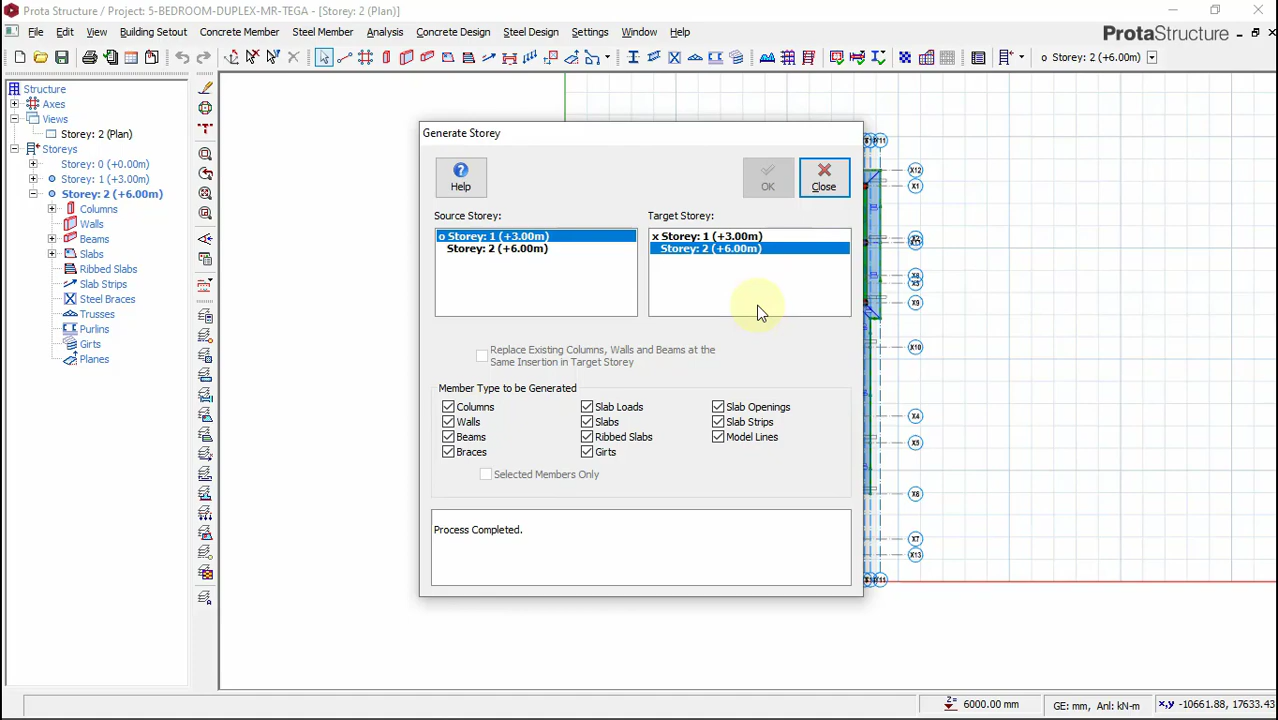 Prota Structure / Project: 5-BEDROOM-DUPLEX-MR-TEGA - [Storey: 2 (Plan)]
File Edit View Building Setout Concrete Member Steel Member Analysis Concrete Design Steel Design Settings Window Help
ProtaStructure
o Storey: 2 (+6.00m)
Structure
Axes
Views
Storey: 2 (Plan)
Storeys
Storey: 0 (+0.00m)
Storey: 1 (+3.00m)
Storey: 2 (+6.00m)
Columns
Walls
Beams
Slabs
Ribbed Slabs
Slab Strips
Steel Braces
Trusses
Purlins
Girts
Planes
Generate Storey
Help
OK
Close
Source Storey:
Target Storey:
o Storey: 1 (+3.00m)
Storey: 2 (+6.00m)
x Storey: 1 (+3.00m)
Storey: 2 (+6.00m)
Replace Existing Columns, Walls and Beams at the
Same Insertion in Target Storey
Member Type to be Generated
Columns Slab Loads Slab Openings
Walls Slabs Slab Strips
Beams Ribbed Slabs Model Lines
Braces Girts
Selected Members Only
Process Completed.
X12
X1
X9
X10
X4
X6
X7
X13
Z=
6000.00 mm
GE: mm, Anl: kN-m
x,y -10661.88, 17633.43